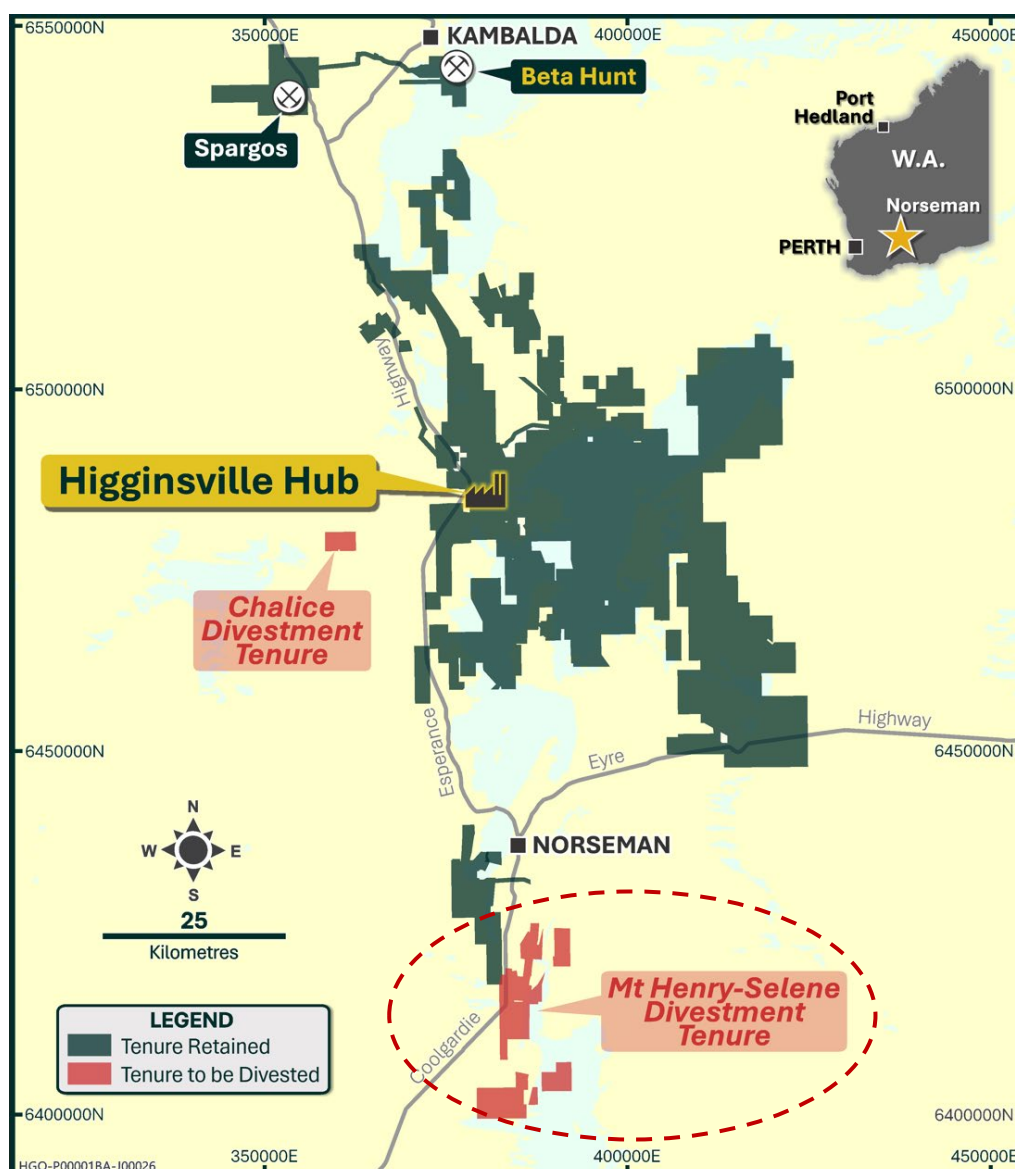 6550000N
350000E
KAMBALDA
400000E
450000E
Beta Hunt
Spargos
Port
Hedland
W.A.
Norseman
PERTH
Highway
6500000N
6500000N
Higginsville Hub
Chalice
Divestment
Tenure
Esperance
Highway
Eyre
6450000N
6450000N
N
W
E
S
NORSEMAN
25
Kilometres
Mt Henry-Selene
Divestment
Tenure
Coolgardie
LEGEND
Tenure Retained
Tenure to be Divested
6400000N
6400000N
350000E
400000E
450000E
HGO-P00001BA-J00026